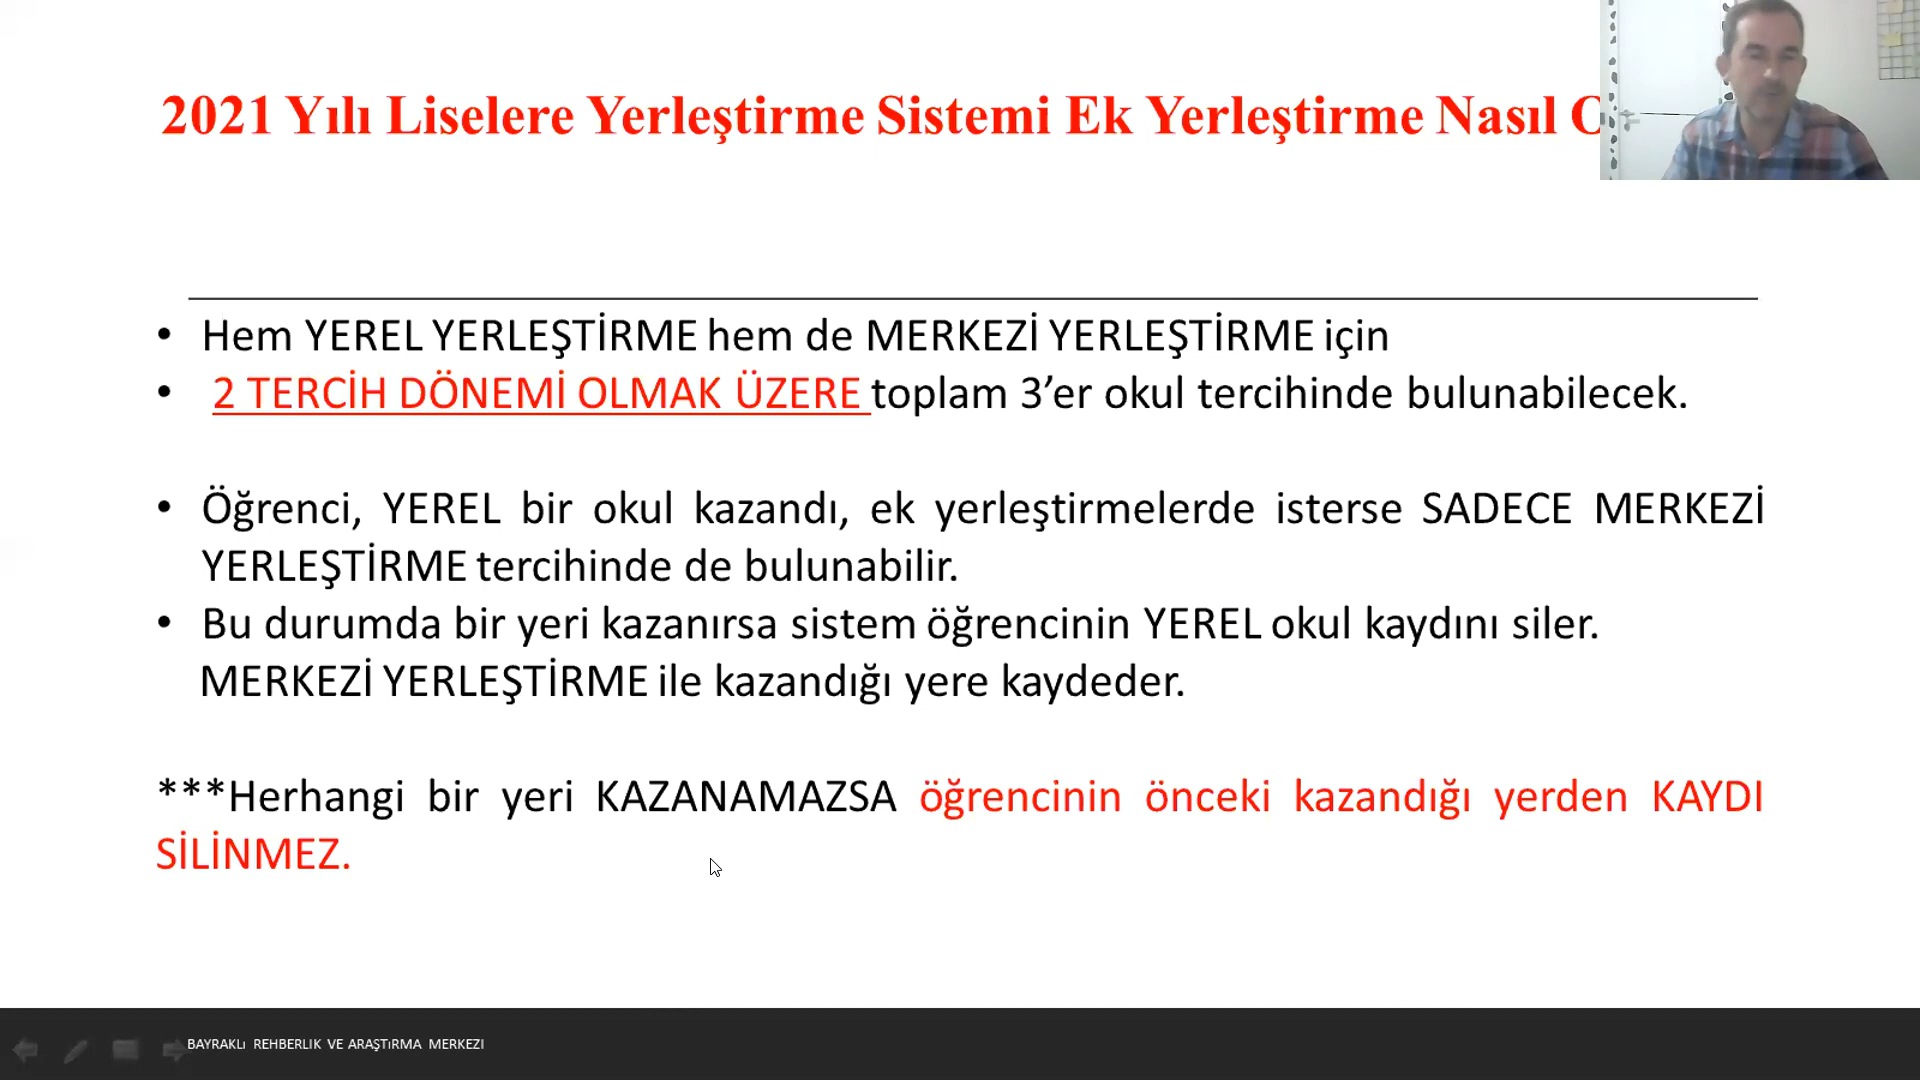 2021 Yılı Liselere Yerleştirme Sistemi Ek Yerleştirme Nasıl
• Hem YEREL YERLEŞTİRME hem de MERKEZİ YERLEŞTİRME için
• 2 TERCİH DÖNEMİ OLMAK ÜZERE toplam 3’er okul tercihinde bulunabilecek.
• Öğrenci, YEREL bir okul kazandı, ek yerleştirmelerde isterse SADECE MERKEZİ
YERLEŞTİRME tercihinde de bulunabilir.
• Bu durumda bir yeri kazanırsa sistem öğrencinin YEREL okul kaydını siler.
MERKEZİ YERLEŞTİRME ile kazandığı yere kaydeder.
***Herhangi bir yeri KAZANAMAZSA öğrencinin önceki kazandığı yerden KAYDI
SİLİNMEZ.
BAYRAKLı REHBERLIK VE ARAŞTıRMA MERKEZI